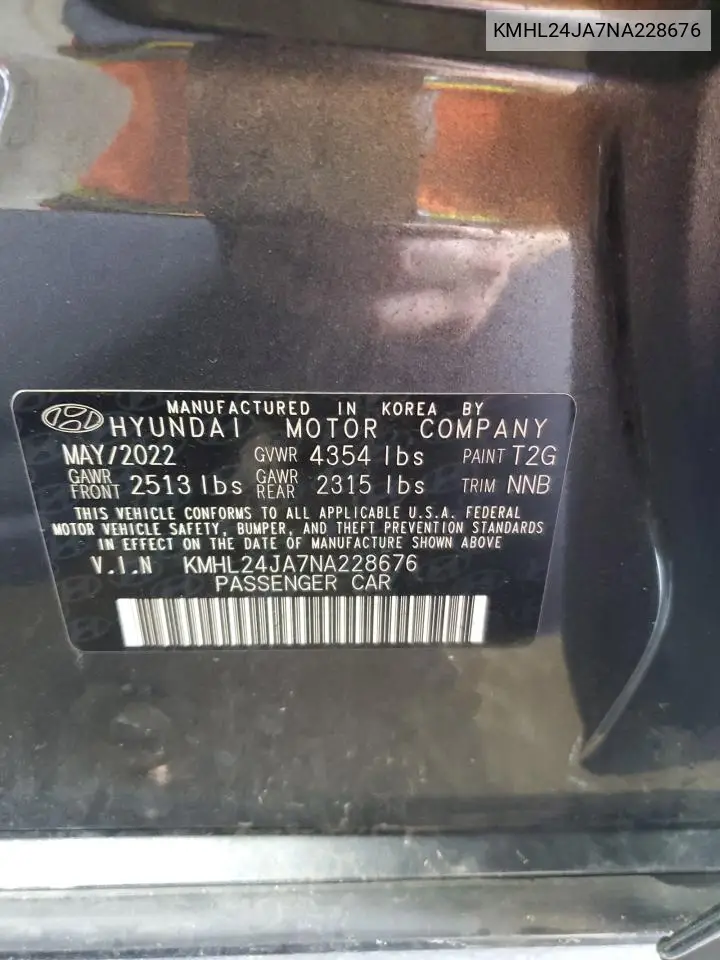 KMHL24JA7NA228676
MANUFACTURED IN KOREA BY
HYUNDAI MOTOR COMPANY
MAY/2022 GVWR 4354 lbs PAINT T2G
GAWR FRONT 2513 lbs GAWR REAR 2315 lbs TRIM NNB
THIS VEHICLE CONFORMS TO ALL APPLICABLE U.S.A. FEDERAL
MOTOR VEHICLE SAFETY, BUMPER, AND THEFT PREVENTION STANDARDS
IN EFFECT ON THE DATE OF MANUFACTURE SHOWN ABOVE
V.I.N KMHL24JA7NA228676
PASSENGER CAR